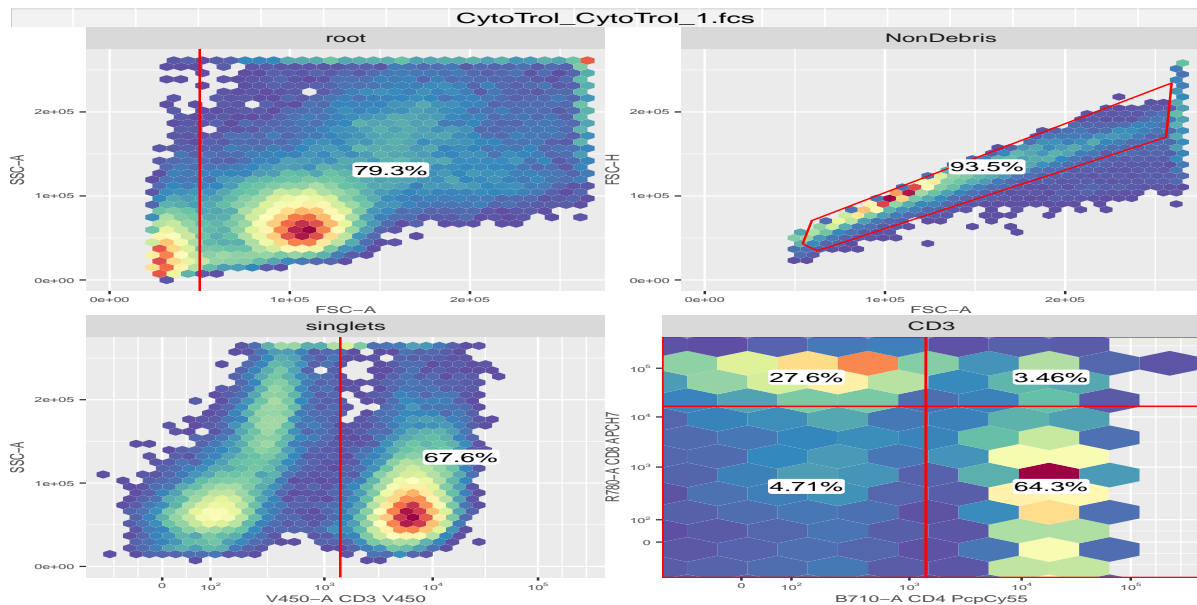 CytoTrol_CytoTrol_1.fcs
root
NonDebris
SSC-A
2e+05
1e+05
0e+00
79.3%
0e+00
1e+05
2e+05
FSC-A
FSC-H
2e+05
1e+05
0e+00
93.5%
0e+00
1e+05
2e+05
FSC-A
singlets
CD3
SSC-A
2e+05
1e+05
0e+00
67.6%
0
10²
10³
10⁴
10⁵
V450-A CD3 V450
R780-A CD8 APCH7
10⁵
10⁴
10³
10²
0
27.6%
3.46%
4.71%
64.3%
0
10²
10³
10⁴
10⁵
B710-A CD4 PcpCy55